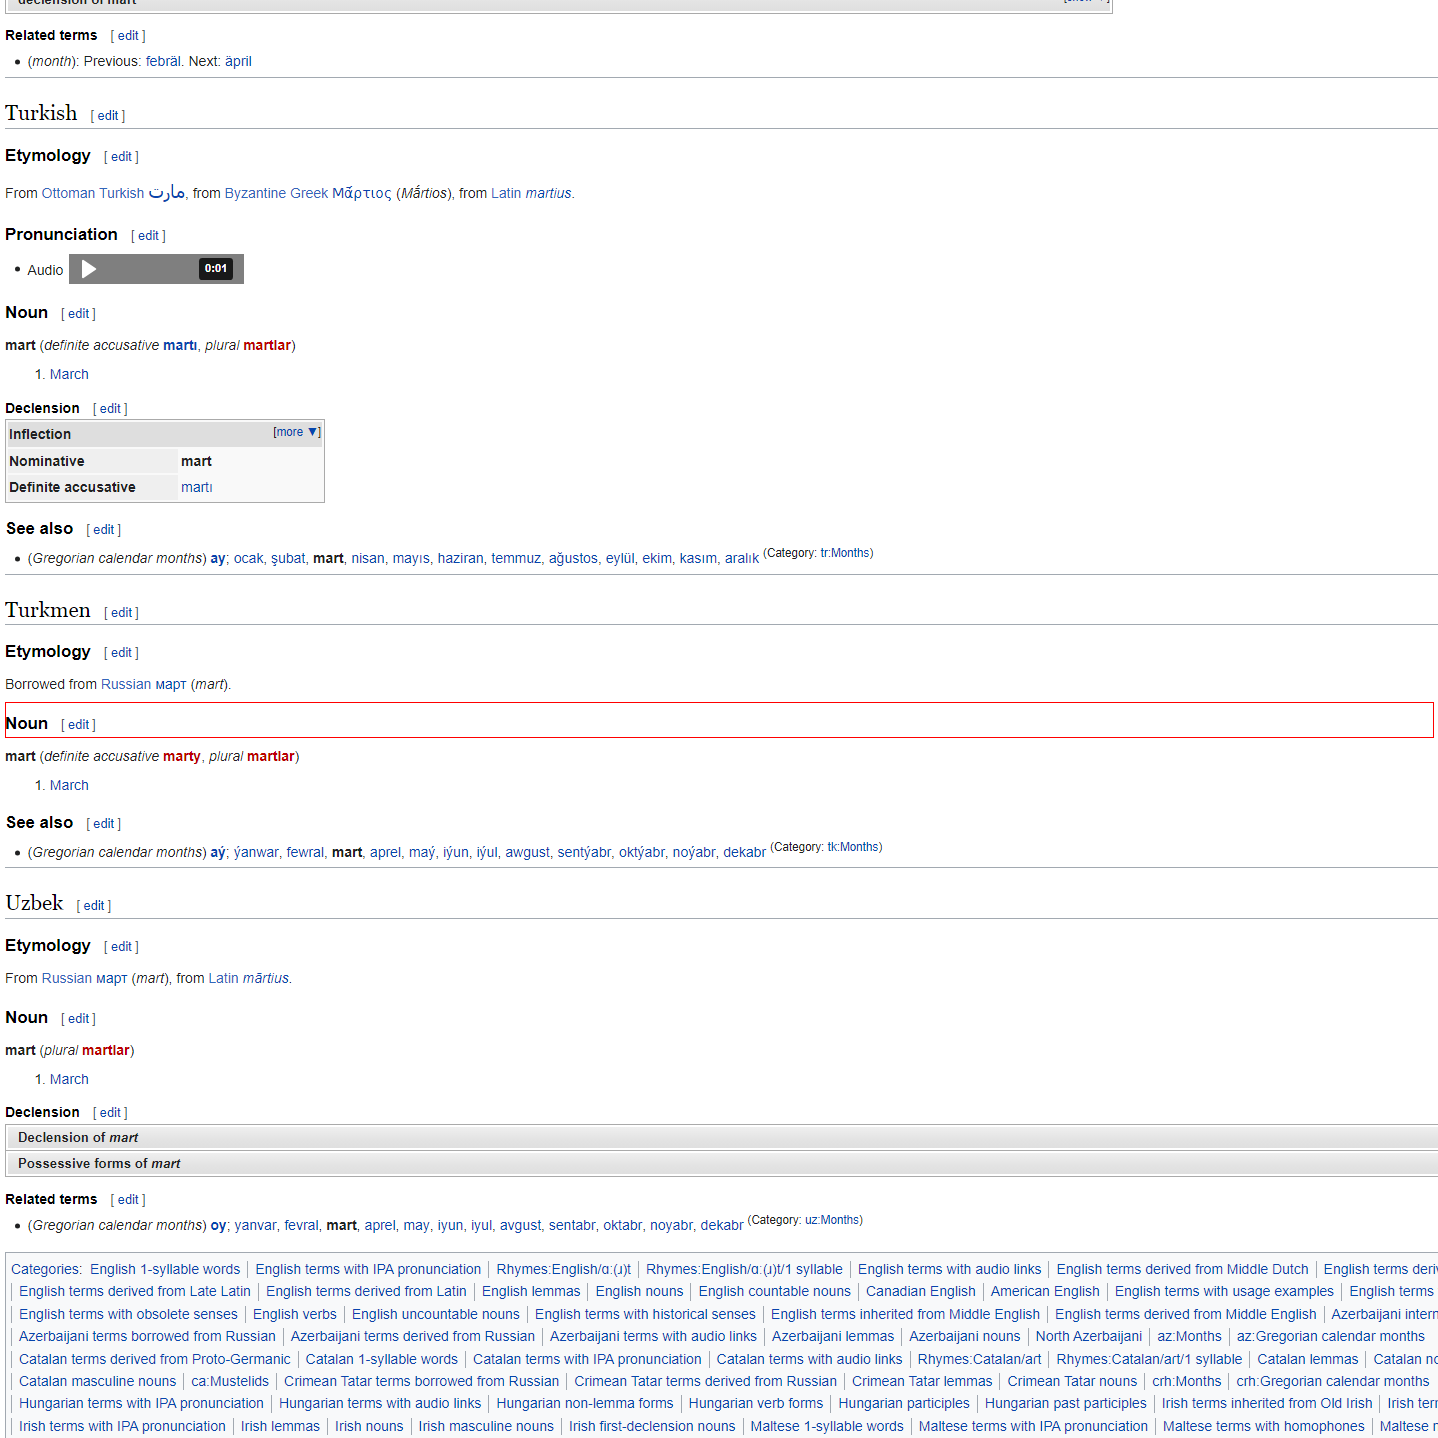 declension of mart
Related terms [ edit ]
• (month): Previous: febräl. Next: äpril
Turkish [ edit ]
Etymology [ edit ]
From Ottoman Turkish مارت, from Byzantine Greek Μᾰ́ρτιος (Mắrtios), from Latin martius.
Pronunciation [ edit ]
• Audio 0:01
Noun [ edit ]
mart (definite accusative martı, plural martlar)
1. March
Declension [ edit ]
Inflection [more ▼]
Nominative mart
Definite accusative martı
See also [ edit ]
• (Gregorian calendar months) ay; ocak, şubat, mart, nisan, mayıs, haziran, temmuz, ağustos, eylül, ekim, kasım, aralık (Category: tr:Months)
Turkmen [ edit ]
Etymology [ edit ]
Borrowed from Russian март (mart).
Noun [ edit ]
mart (definite accusative marty, plural martlar)
1. March
See also [ edit ]
• (Gregorian calendar months) aý; ýanwar, fewral, mart, aprel, maý, iýun, iýul, awgust, sentýabr, oktýabr, noýabr, dekabr (Category: tk:Months)
Uzbek [ edit ]
Etymology [ edit ]
From Russian март (mart), from Latin mārtius.
Noun [ edit ]
mart (plural martlar)
1. March
Declension [ edit ]
Declension of mart
Possessive forms of mart
Related terms [ edit ]
• (Gregorian calendar months) oy; yanvar, fevral, mart, aprel, may, iyun, iyul, avgust, sentabr, oktabr, noyabr, dekabr (Category: uz:Months)
Categories: English 1-syllable words | English terms with IPA pronunciation | Rhymes:English/ɑː(ɹ)t | Rhymes:English/ɑː(ɹ)t/1 syllable | English terms with audio links | English terms derived from Middle Dutch | English terms deri
| English terms derived from Late Latin | English terms derived from Latin | English lemmas | English nouns | English countable nouns | Canadian English | American English | English terms with usage examples | English terms
| English terms with obsolete senses | English verbs | English uncountable nouns | English terms with historical senses | English terms inherited from Middle English | English terms derived from Middle English | Azerbaijani intern
| Azerbaijani terms borrowed from Russian | Azerbaijani terms derived from Russian | Azerbaijani terms with audio links | Azerbaijani lemmas | Azerbaijani nouns | North Azerbaijani | az:Months | az:Gregorian calendar months
| Catalan terms derived from Proto-Germanic | Catalan 1-syllable words | Catalan terms with IPA pronunciation | Catalan terms with audio links | Rhymes:Catalan/art | Rhymes:Catalan/art/1 syllable | Catalan lemmas | Catalan no
| Catalan masculine nouns | ca:Mustelids | Crimean Tatar terms borrowed from Russian | Crimean Tatar terms derived from Russian | Crimean Tatar lemmas | Crimean Tatar nouns | crh:Months | crh:Gregorian calendar months
| Hungarian terms with IPA pronunciation | Hungarian terms with audio links | Hungarian non-lemma forms | Hungarian verb forms | Hungarian participles | Hungarian past participles | Irish terms inherited from Old Irish | Irish ter
| Irish terms with IPA pronunciation | Irish lemmas | Irish nouns | Irish masculine nouns | Irish first-declension nouns | Maltese 1-syllable words | Maltese terms with IPA pronunciation | Maltese terms with homophones | Maltese